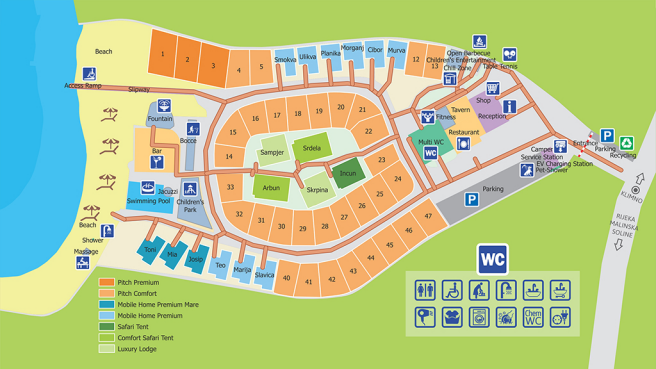 Beach
Access Ramp
Slipway
1
2
3
4
5
Smokva
Ulikva
Planika
Morganj
Cibor
Murva
12
13
Open Barbecue
Children's Entertainment
Chill Zone
Table Tennis
Shop
Tavern
Reception
Fitness
Restaurant
Multi WC
WC
Fountain
Bar
Bocce
Jacuzzi
Swimming Pool
Children's
Park
Beach
Shower
Massage
14
15
16
17
18
19
20
21
22
23
24
25
26
27
28
29
30
31
32
33
Sampjer
Srdela
Arbun
Skrpina
Incun
Toni
Mia
Josip
Teo
Marija
Slavica
40
41
42
43
44
45
46
47
P
Parking
Camper
Service Station
EV Charging Station
Pet-Shower
Entrance
P
Parking
Recycling
KLIMNO
RIJEKA
MALINSKA
SOLINE
Pitch Premium
Pitch Comfort
Mobile Home Premium Mare
Mobile Home Premium
Safari Tent
Comfort Safari Tent
Luxury Lodge
WC
Chem
WC